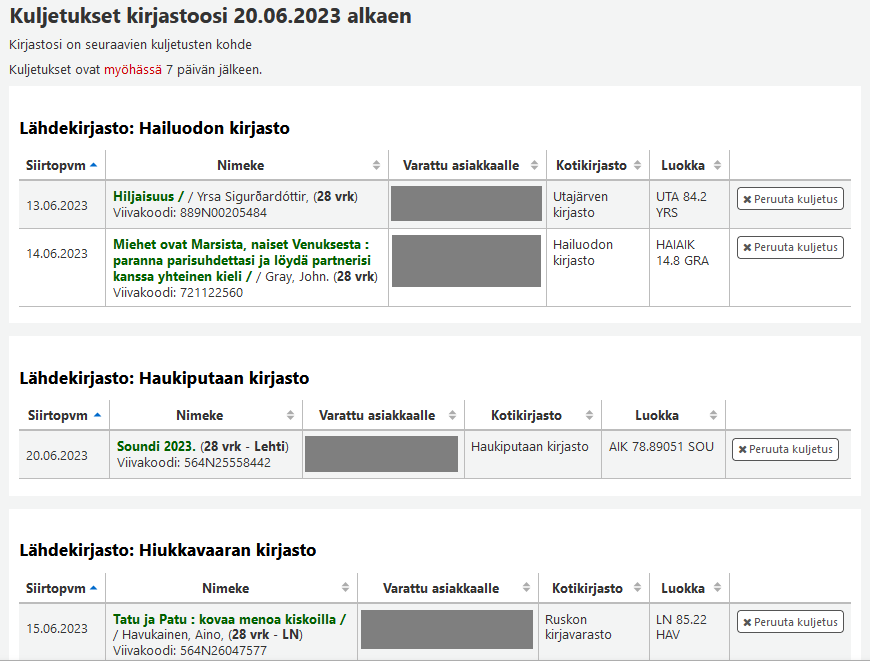 Kuljetukset kirjastoosi 20.06.2023 alkaen
Kirjastosi on seuraavien kuljetusten kohde
Kuljetukset ovat myöhässä 7 päivän jälkeen.
Lähdekirjasto: Hailuodon kirjasto
Siirtopvm Nimeke Varattu asiakkaalle Kotikirjasto Luokka
13.06.2023
Hiljaisuus / / Yrsa Sigurðardóttir, (28 vrk)
Viivakoodi: 889N00205484
Utajärven
kirjasto
UTA 84.2
YRS
Peruuta kuljetus
14.06.2023
Miehet ovat Marsista, naiset Venuksesta :
paranna parisuhdettasi ja löydä partnerisi
kanssa yhteinen kieli / / Gray, John. (28 vrk)
Viivakoodi: 721122560
Hailuodon
kirjasto
HAIAIK
14.8 GRA
Peruuta kuljetus
Lähdekirjasto: Haukiputaan kirjasto
Siirtopvm Nimeke Varattu asiakkaalle Kotikirjasto Luokka
20.06.2023
Soundi 2023. (28 vrk - Lehti)
Viivakoodi: 564N25558442
Haukiputaan kirjasto
AIK 78.89051 SOU
Peruuta kuljetus
Lähdekirjasto: Hiukkavaaran kirjasto
Siirtopvm Nimeke Varattu asiakkaalle Kotikirjasto Luokka
15.06.2023
Tatu ja Patu : kovaa menoa kiskoilla /
/ Havukainen, Aino, (28 vrk - LN)
Viivakoodi: 564N26047577
Ruskon
kirjavarasto
LN 85.22
HAV
Peruuta kuljetus